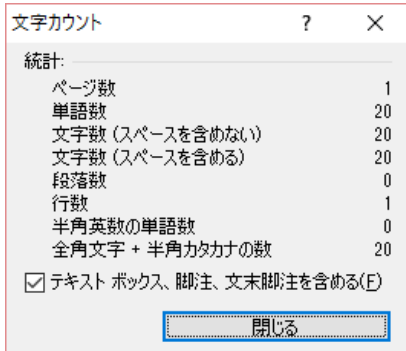 文字カウント ? ×
統計:
ページ数 1
単語数 20
文字数 (スペースを含めない) 20
文字数 (スペースを含める) 20
段落数 0
行数 1
半角英数の単語数 0
全角文字 + 半角カタカナの数 20
テキスト ボックス、脚注、文末脚注を含める(F)
閉じる